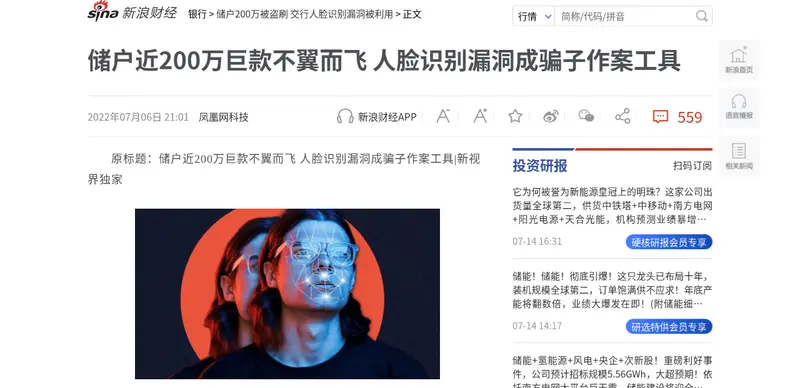 sina 新浪财经 银行 > 储户200万被盗刷 交行人脸识别漏洞被利用 > 正文
行情 简称/代码/拼音
储户近200万巨款不翼而飞 人脸识别漏洞成骗子作案工具
新浪首页
语音播报
相关新闻
2022年07月06日 21:01 凤凰网科技 新浪财经APP A- A+ 559
原标题：储户近200万巨款不翼而飞 人脸识别漏洞成骗子作案工具|新视
界独家
投资研报 扫码订阅
它为何被誉为新能源皇冠上的明珠？这家公司出
货量全球第二，供货中铁塔+中移动+南方电网
+阳光电源+天合光能，机构预测业绩暴增…
07-14 16:31 硬核研报会员专享
储能！储能！彻底引爆！这只龙头已布局十年，
装机规模全球第二，订单饱满供不应求！年底产
能将翻数倍，业绩大爆发在即！(附储能细…
07-14 14:17 研选特供会员专享
储能+氢能源+风电+央企+次新股！重磅利好事
件，公司预计招标规模5.56GWh，大超预期！依